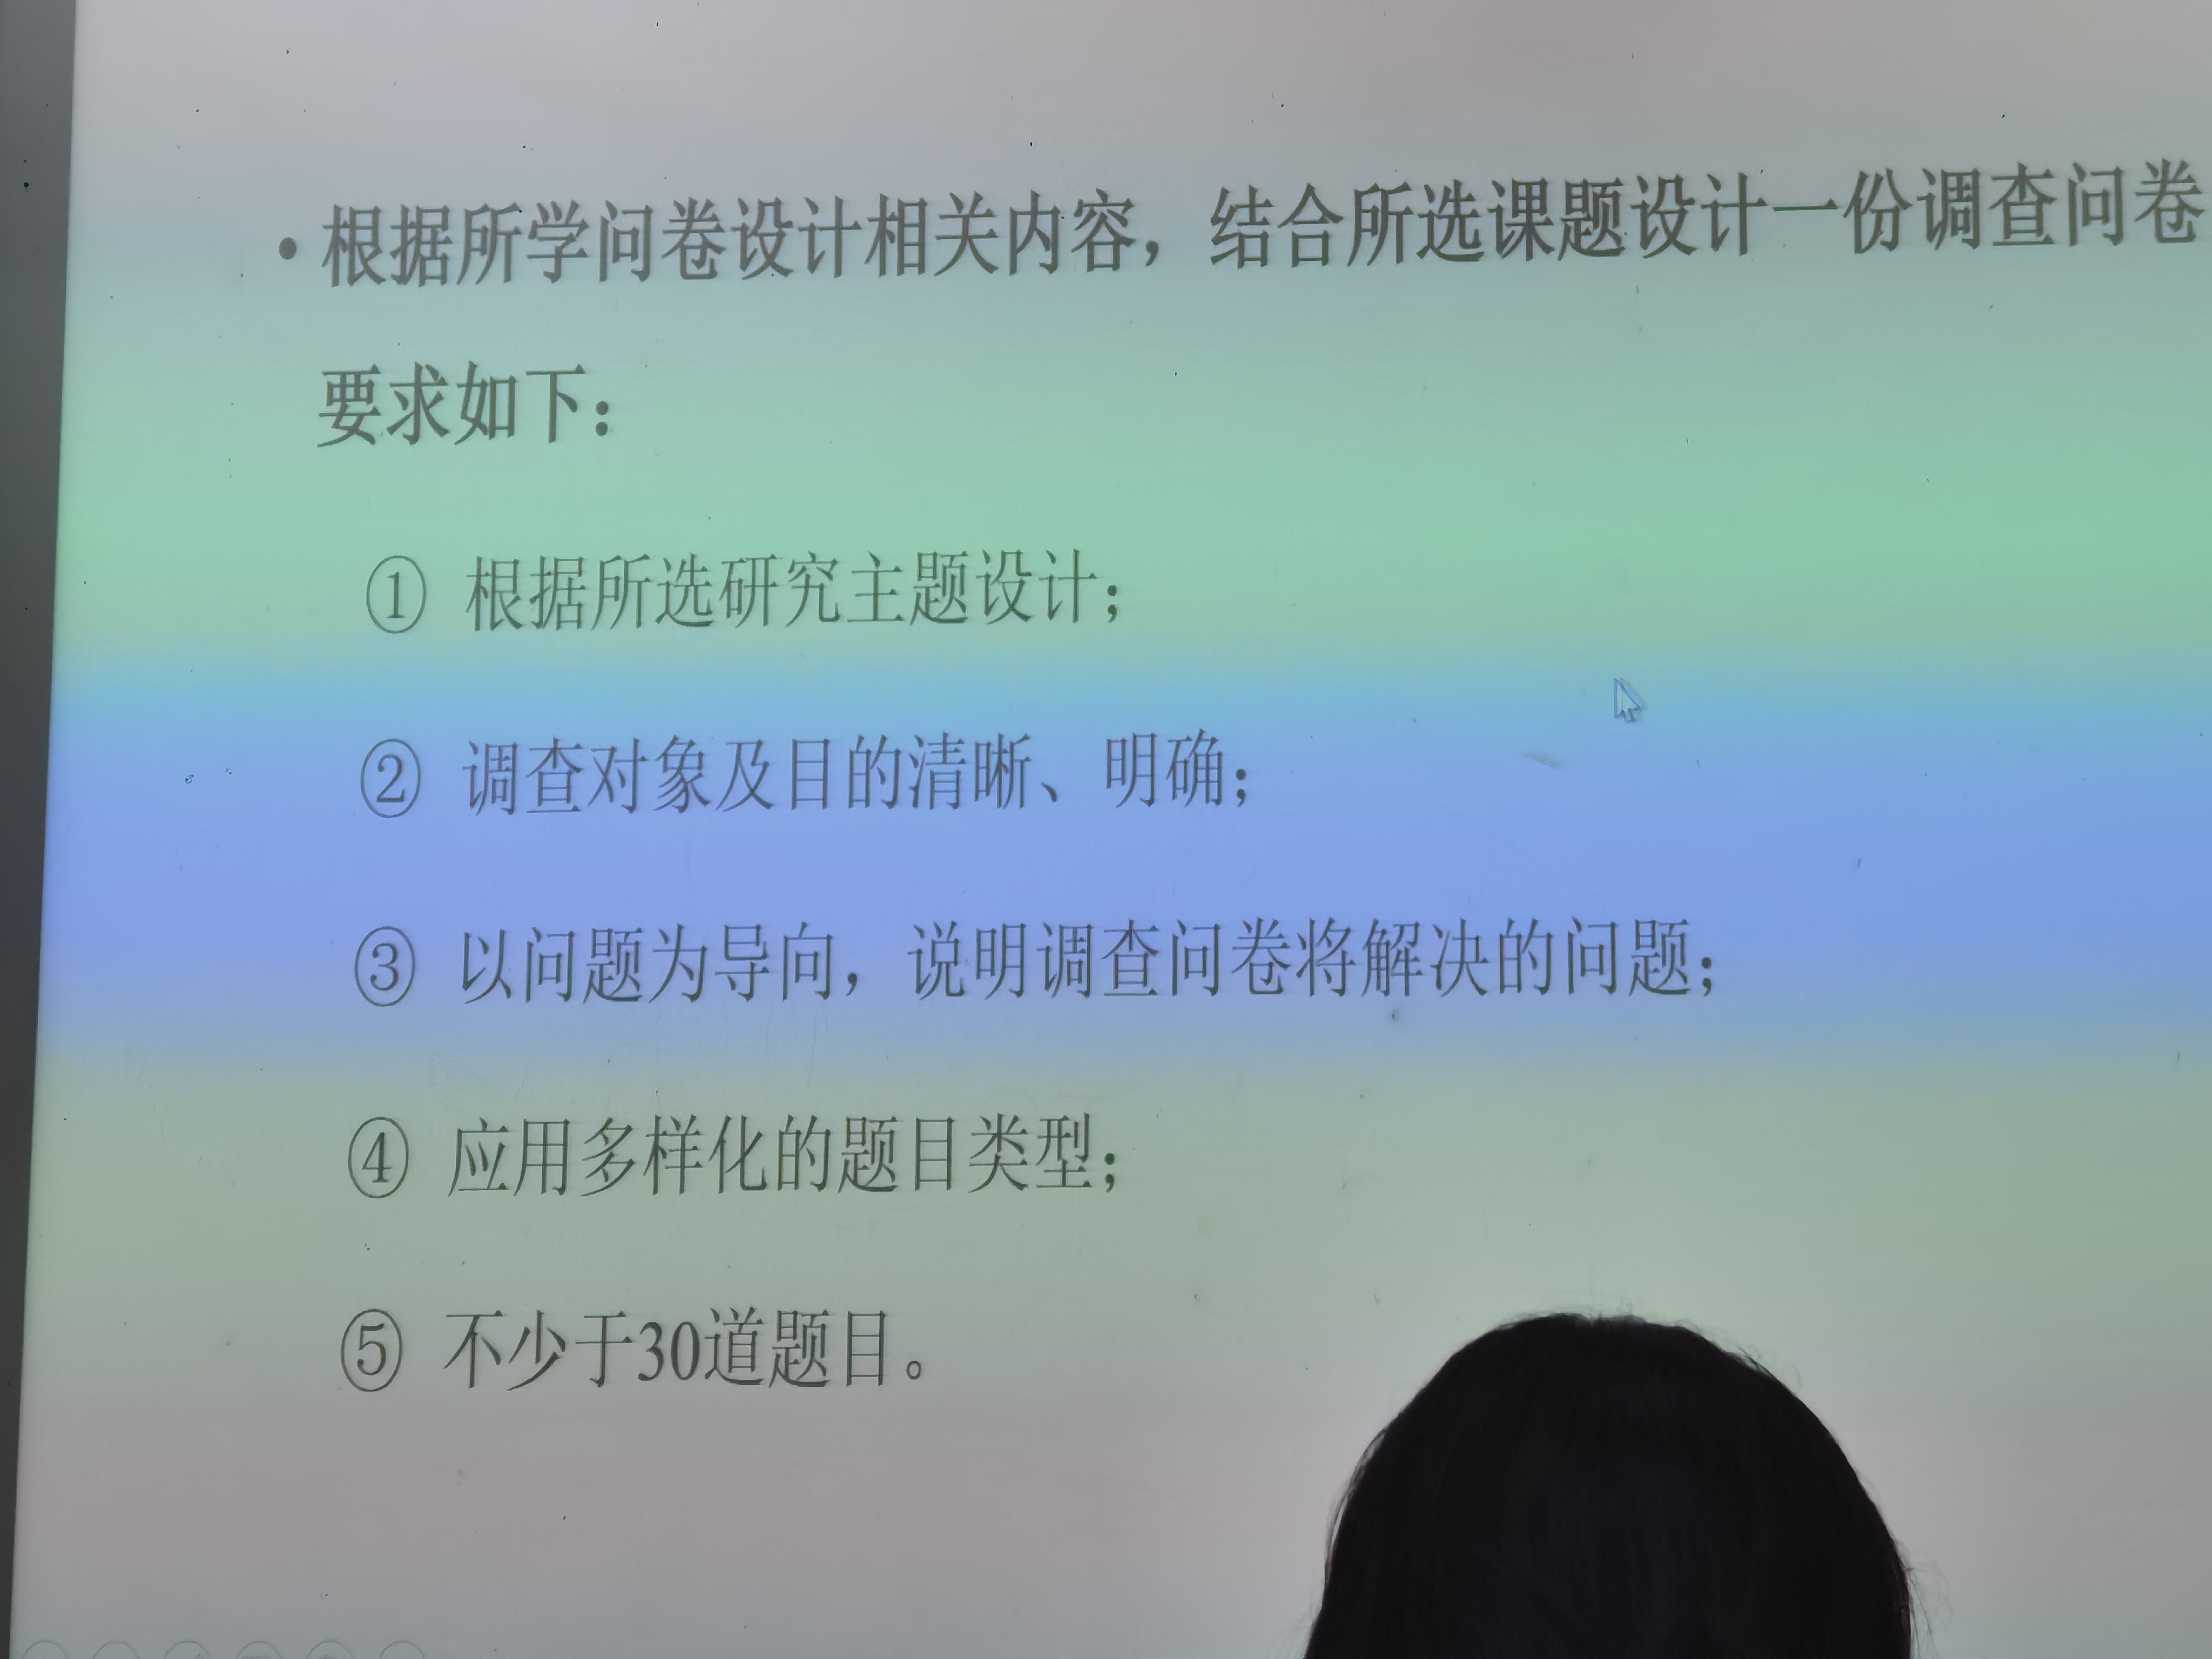 • 根据所学问卷设计相关内容，结合所选课题设计一份调查问卷
要求如下：
① 根据所选研究主题设计；
② 调查对象及目的清晰、明确；
③ 以问题为导向，说明调查问卷将解决的问题；
④ 应用多样化的题目类型；
⑤ 不少于30道题目。